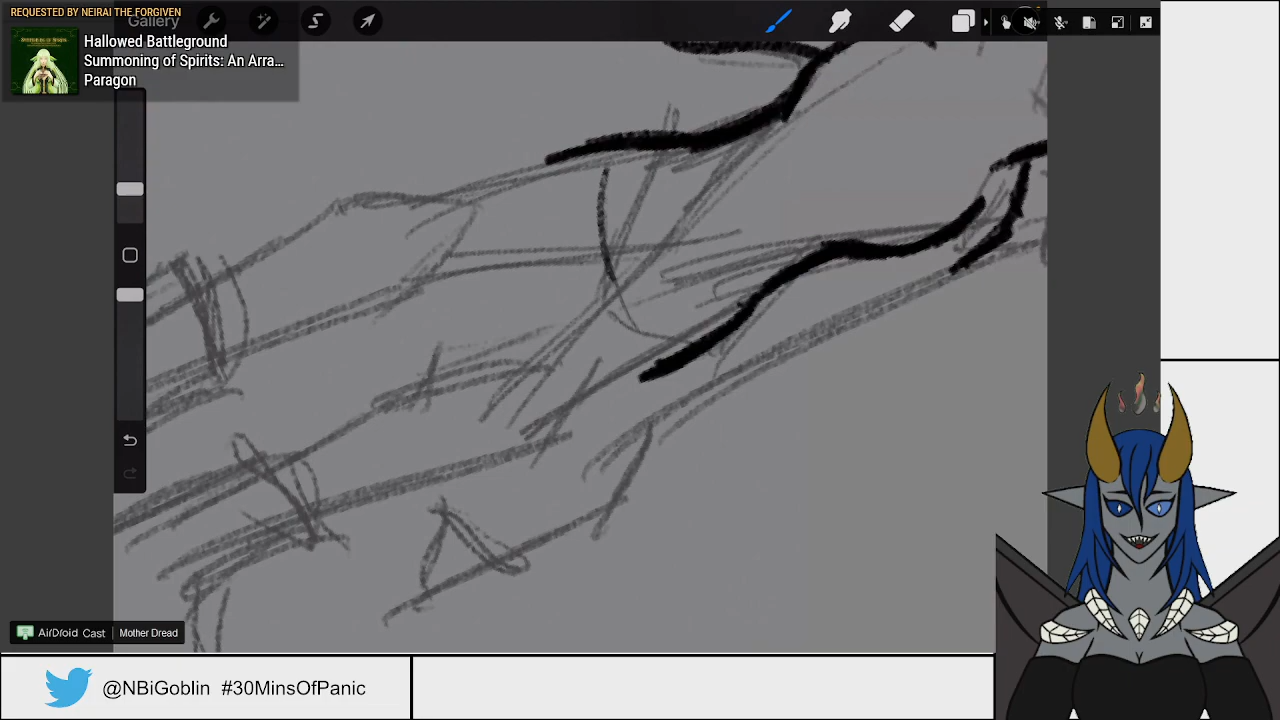 REQUESTED BY NEIRAI THE FORGIVEN
Gallery
Hallowed Battleground
Summoning of Spirits: An Arra...
Paragon
AirDroid Cast
Mother Dread
@NBiGoblin #30MinsOfPanic